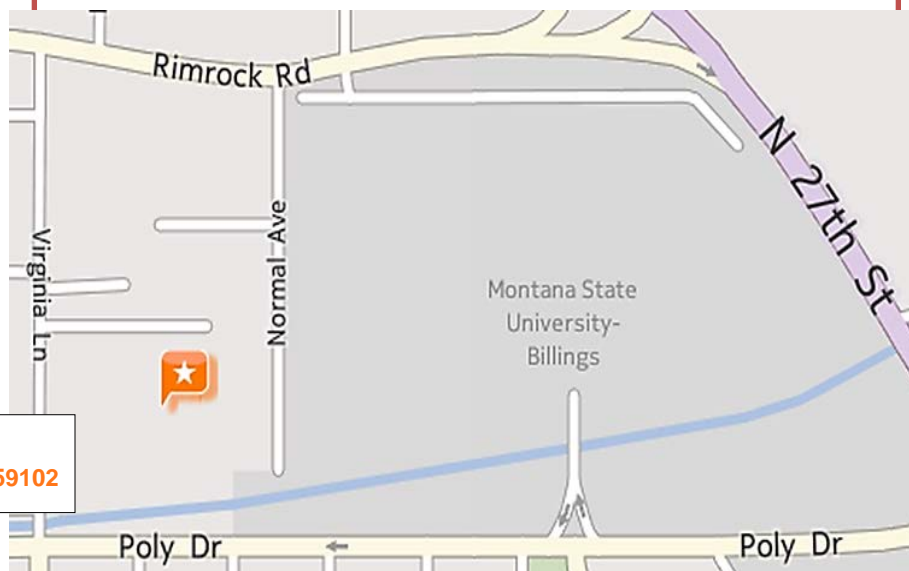 Rimrock Rd
N 27th St
Virginia Ln
Normal Ave
Montana State
University-
Billings
59102
Poly Dr
Poly Dr